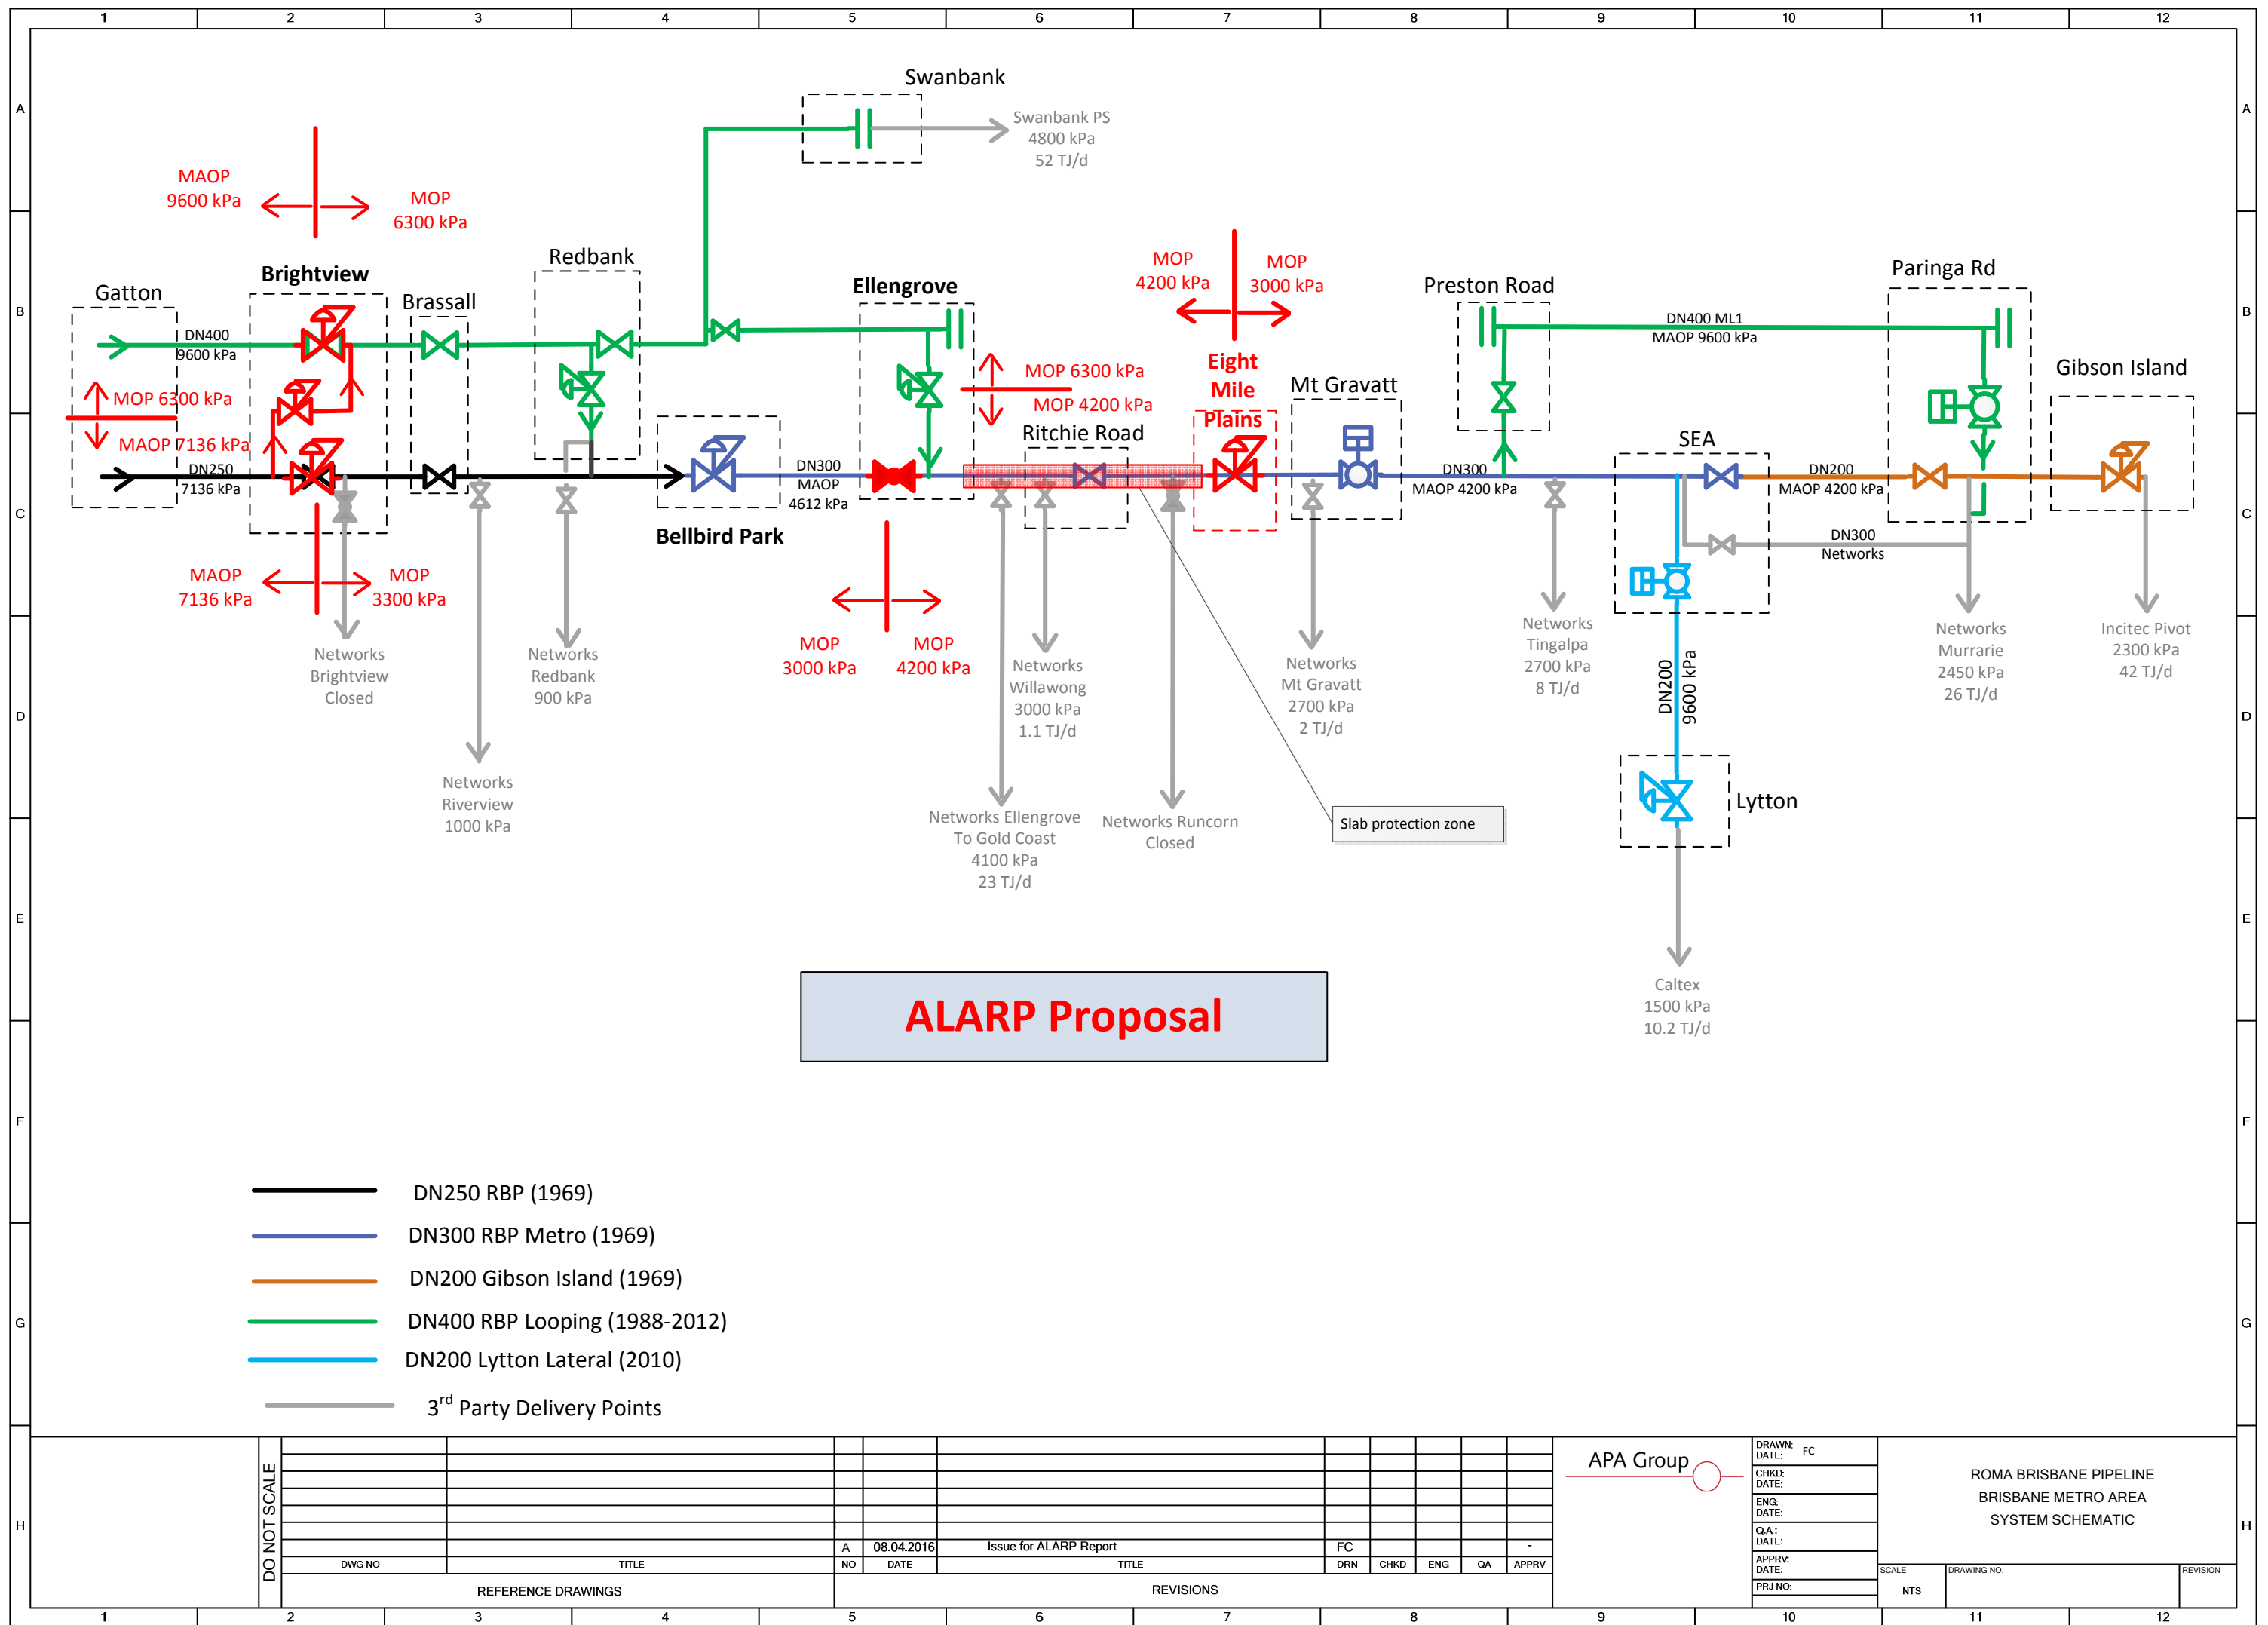 1 2 3 4 5 6 7 8 9 10 11 12
A A
B B
C C
D D
E E
F F
G G
H H
Swanbank
Swanbank PS
4800 kPa
52 TJ/d
MAOP
9600 kPa
MOP
6300 kPa
Gatton
Brightview
Brassall
Redbank
Ellengrove
MOP
4200 kPa
MOP
3000 kPa
Eight
Mile
Plains
Mt Gravatt
Preston Road
Paringa Rd
Gibson Island
DN400
9600 kPa
MOP 6300 kPa
MAOP 7136 kPa
DN250
7136 kPa
MOP 6300 kPa
MOP 4200 kPa
Ritchie Road
DN400 ML1
MAOP 9600 kPa
SEA
DN300
MAOP
4612 kPa
Bellbird Park
DN300
MAOP 4200 kPa
DN200
MAOP 4200 kPa
DN300
Networks
MAOP
7136 kPa
MOP
3300 kPa
MOP
3000 kPa
MOP
4200 kPa
Networks
Brightview
Closed
Networks
Riverview
1000 kPa
Networks
Redbank
900 kPa
Networks Ellengrove
To Gold Coast
4100 kPa
23 TJ/d
Networks
Willawong
3000 kPa
1.1 TJ/d
Networks Runcorn
Closed
Networks
Mt Gravatt
2700 kPa
2 TJ/d
Slab protection zone
Networks
Tingalpa
2700 kPa
8 TJ/d
DN200
9600 kPa
Lytton
Caltex
1500 kPa
10.2 TJ/d
Networks
Murrarie
2450 kPa
26 TJ/d
Incitec Pivot
2300 kPa
42 TJ/d
ALARP Proposal
DN250 RBP (1969)
DN300 RBP Metro (1969)
DN200 Gibson Island (1969)
DN400 RBP Looping (1988-2012)
DN200 Lytton Lateral (2010)
3rd Party Delivery Points
DO NOT SCALE
A 08.04.2016 Issue for ALARP Report FC -
DWG NO TITLE NO DATE TITLE DRN CHKD ENG QA APPRV
REFERENCE DRAWINGS REVISIONS
APA Group
DRAWN: FC
DATE:
CHKD:
DATE:
ENG:
DATE:
Q.A.:
DATE:
APPRV:
DATE:
PRJ NO:
ROMA BRISBANE PIPELINE
BRISBANE METRO AREA
SYSTEM SCHEMATIC
SCALE DRAWING NO. REVISION
NTS
1 2 3 4 5 6 7 8 9 10 11 12